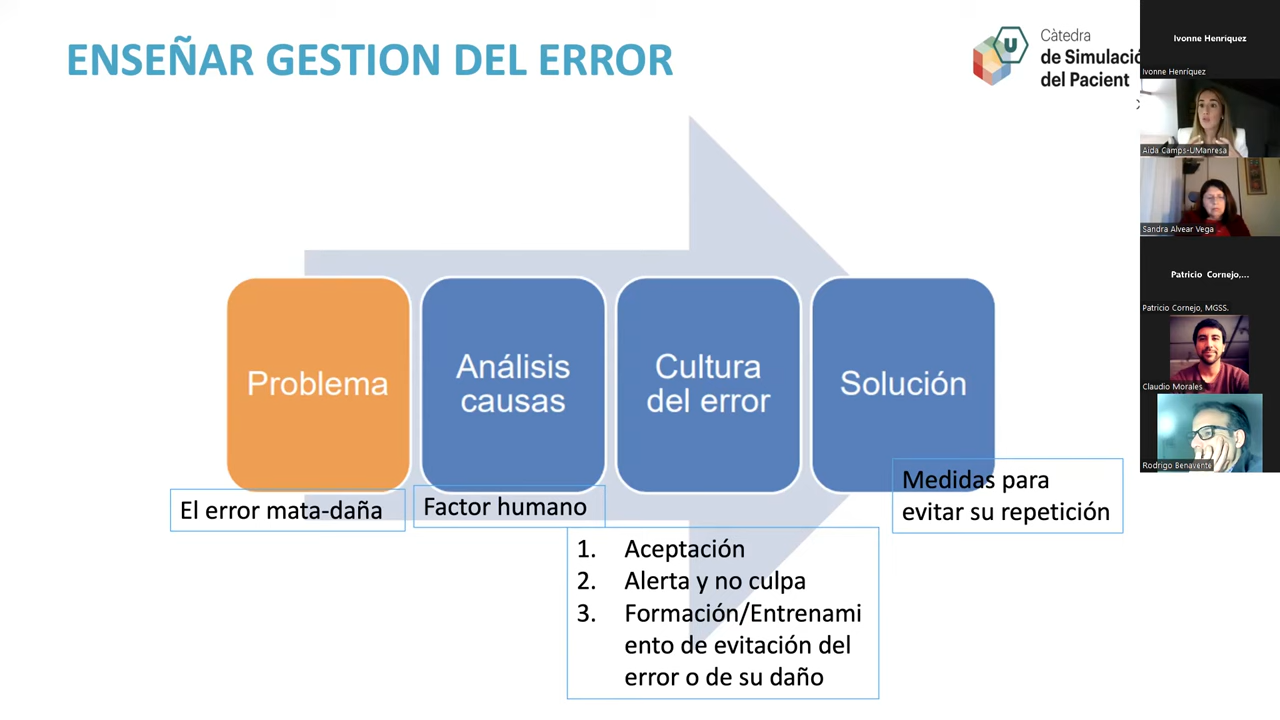 ENSEÑAR GESTION DEL ERROR
Càtedra
de Simulació
del Pacient
Problema
Análisis
causas
Cultura
del error
Solución
El error mata-daña
Factor humano
1. Aceptación
2. Alerta y no culpa
3. Formación/Entrenami
ento de evitación del
error o de su daño
Medidas para
evitar su repetición
Ivonne Henriquez
Ivonne Henríquez
Aida Camps-UManresa
Sandra Alvear Vega
Patricio Cornejo,...
Patricio Cornejo, MGSS.
Claudio Morales
Rodrigo Benavente